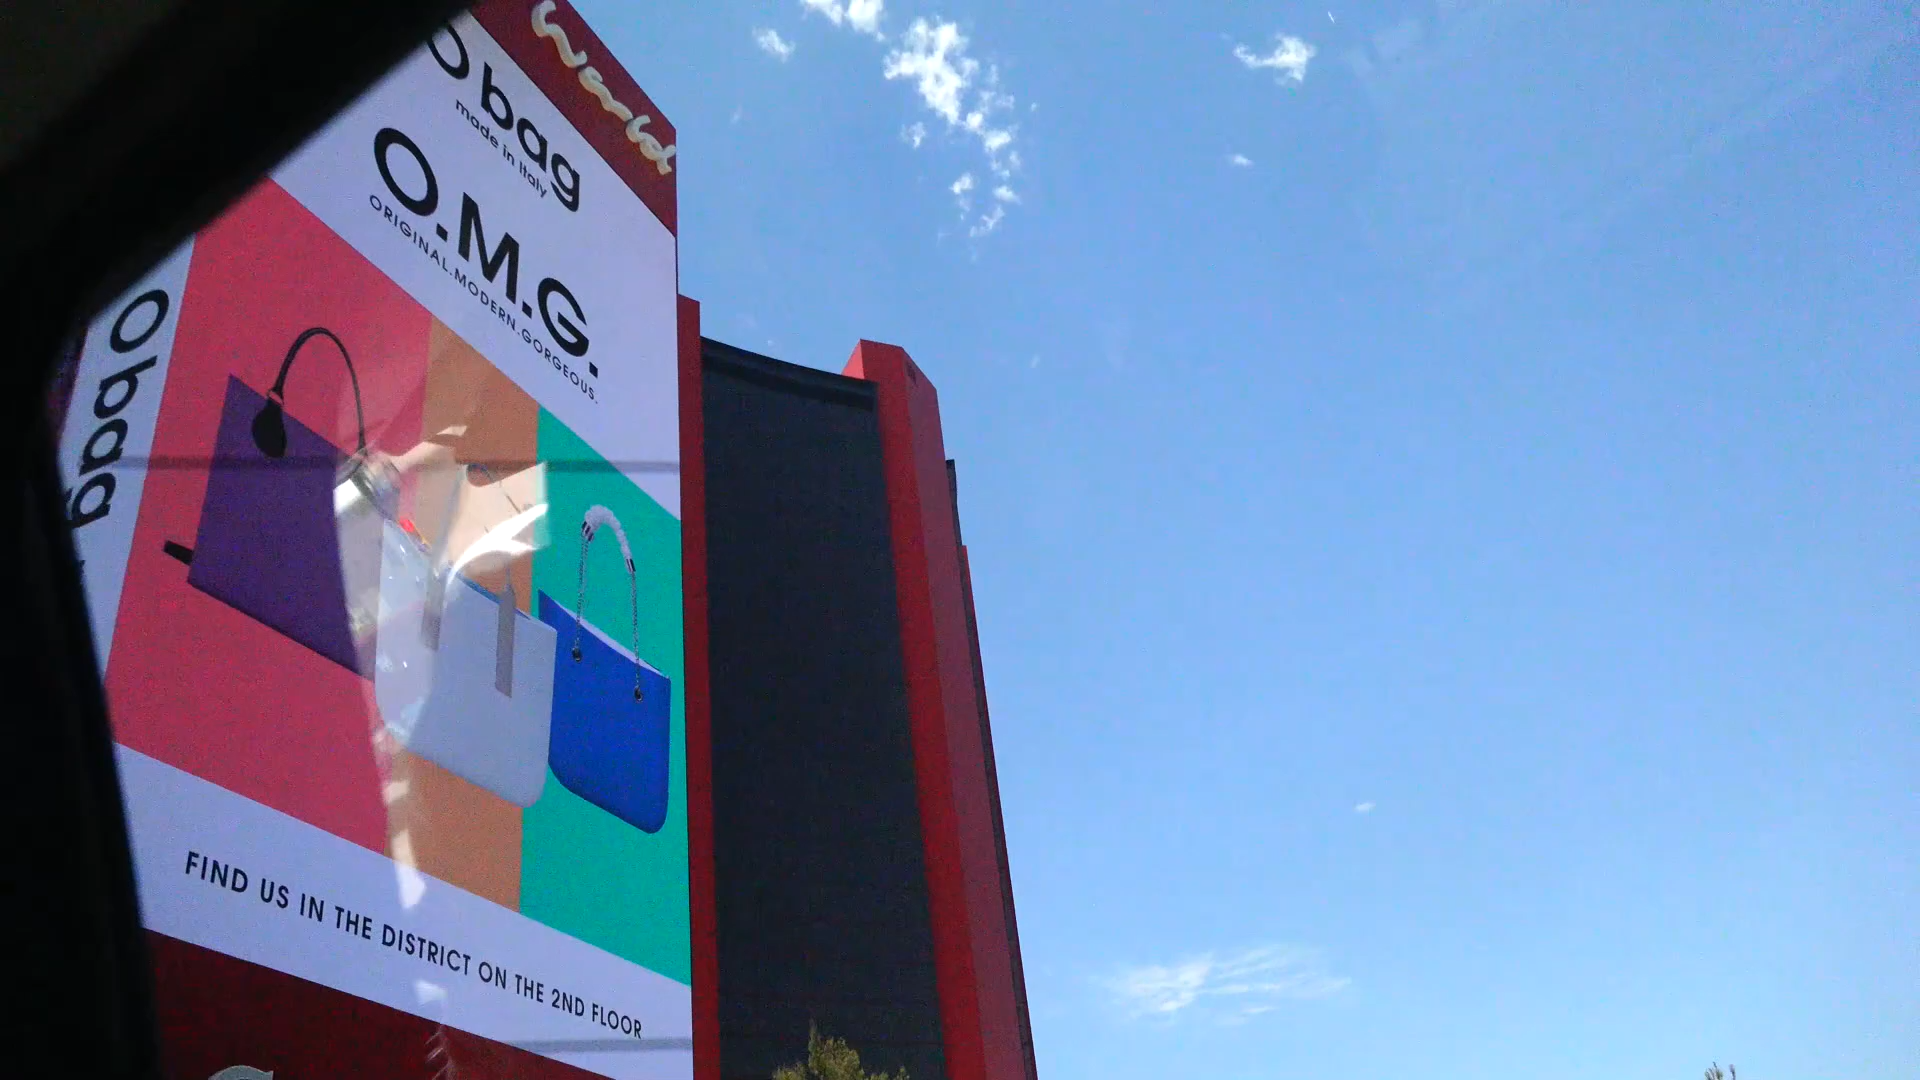 World
O bag
made in Italy
O.M.G.
ORIGINAL.MODERN.GORGEOUS.
O bag
FIND US IN THE DISTRICT ON THE 2ND FLOOR